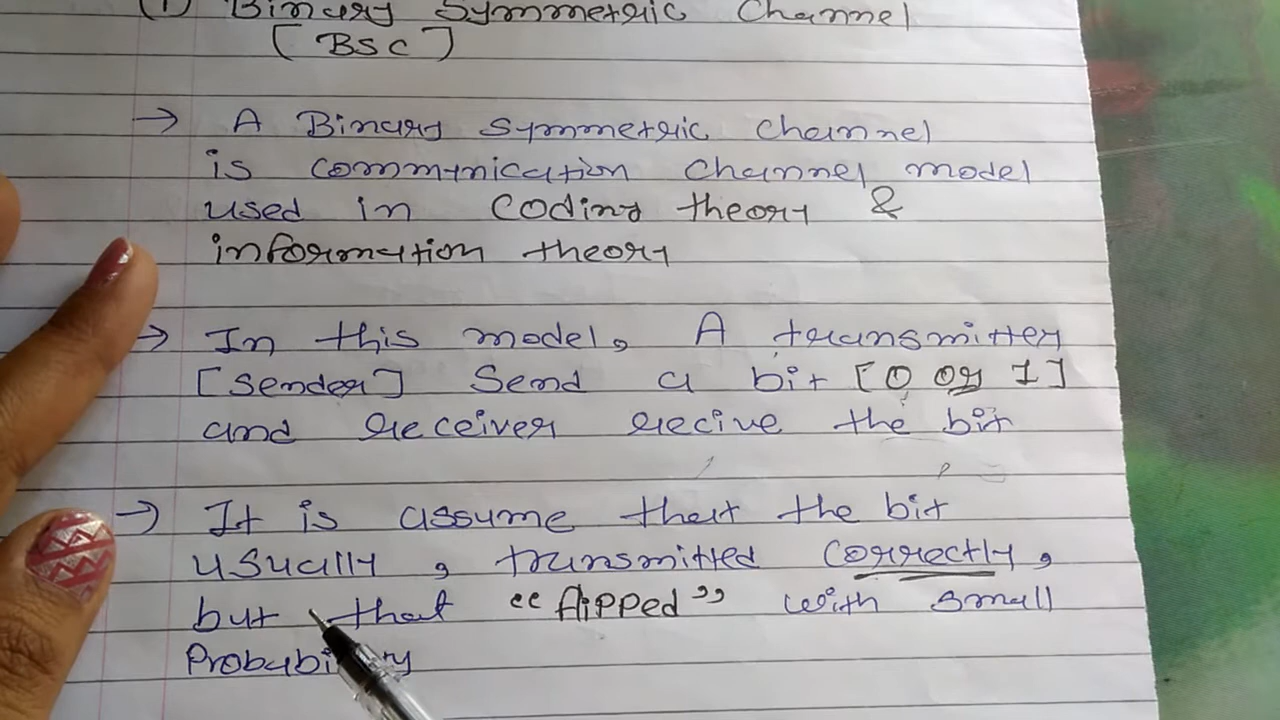 (1) Binary Symmetric Channel
[BSC]
→ A Binary symmetric channel
is communication channel model
used in coding theory &
information theory
→ In this model, A transmitter
[sender] send a bit [0 or 1]
and receiver recive the bit
→ It is assume that the bit
usually, transmitted correctly,
but that “flipped” with small
Probability